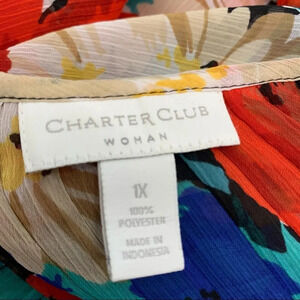 CHARTER CLUB
WOMAN
1X
100%
POLYESTER
MADE IN
INDONESIA